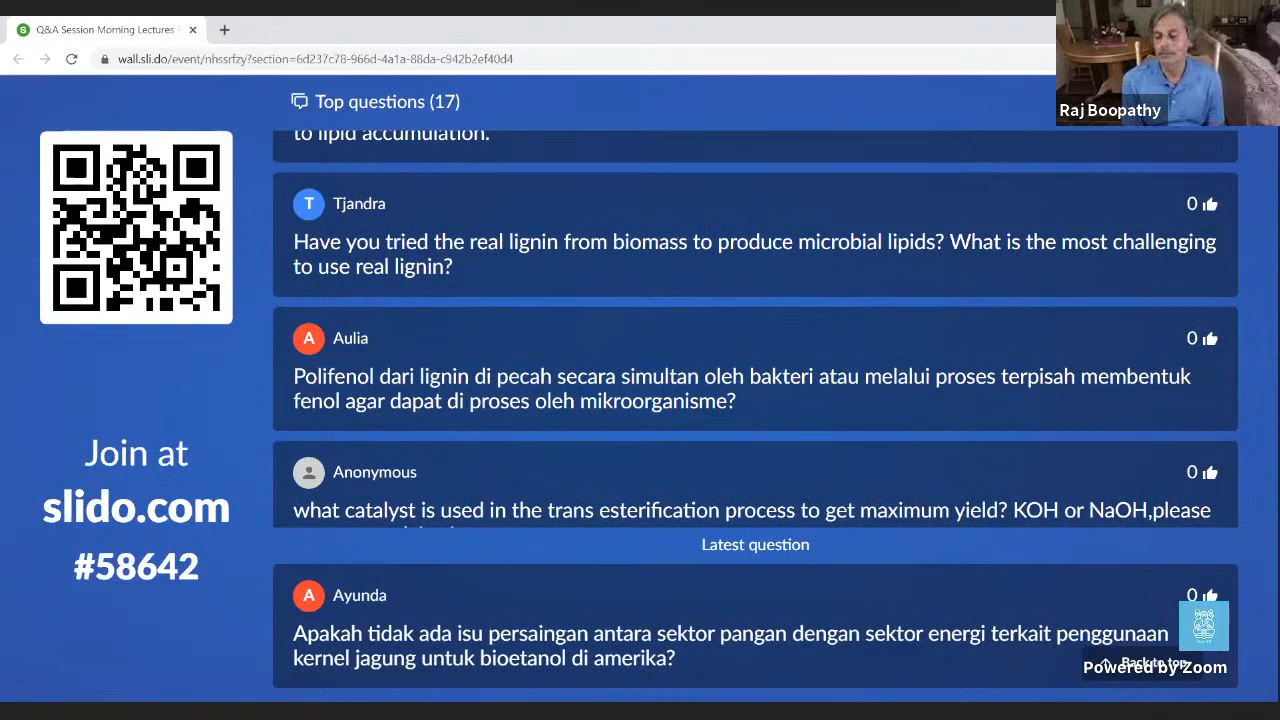 Q&A Session Morning Lectures
wall.sli.do/event/nhssrfzy?section=6d237c78-966d-4a1a-88da-c942b2ef40d4
Raj Boopathy
Top questions (17)
to lipid accumulation.
T Tjandra 0
Have you tried the real lignin from biomass to produce microbial lipids? What is the most challenging
to use real lignin?
A Aulia 0
Polifenol dari lignin di pecah secara simultan oleh bakteri atau melalui proses terpisah membentuk
fenol agar dapat di proses oleh mikroorganisme?
Anonymous 0
what catalyst is used in the trans esterification process to get maximum yield? KOH or NaOH,please
Join at
slido.com
#58642
Latest question
A Ayunda 0
Apakah tidak ada isu persaingan antara sektor pangan dengan sektor energi terkait penggunaan
kernel jagung untuk bioetanol di amerika?
Back to top
Powered by Zoom